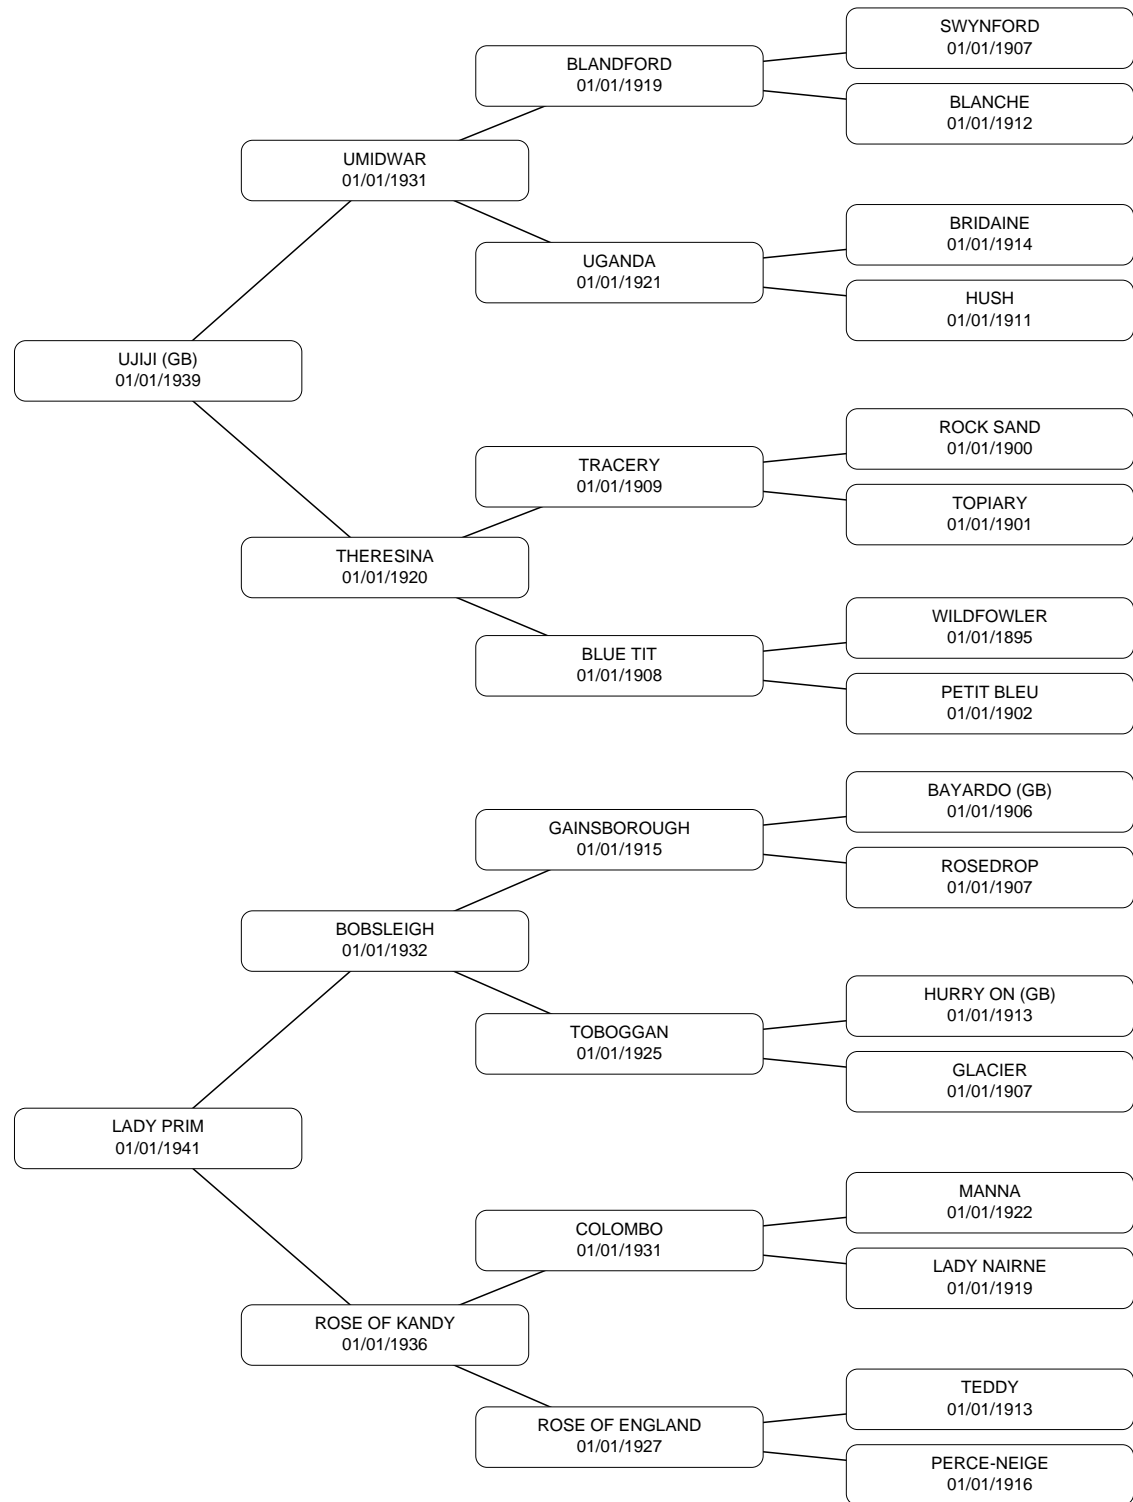 SWYNFORD
01/01/1907
BLANDFORD
01/01/1919
BLANCHE
01/01/1912
UMIDWAR
01/01/1931
BRIDAINE
01/01/1914
UGANDA
01/01/1921
HUSH
01/01/1911
UJIJI (GB)
01/01/1939
ROCK SAND
01/01/1900
TRACERY
01/01/1909
TOPIARY
01/01/1901
THERESINA
01/01/1920
WILDFOWLER
01/01/1895
BLUE TIT
01/01/1908
PETIT BLEU
01/01/1902
BAYARDO (GB)
01/01/1906
GAINSBOROUGH
01/01/1915
ROSEDROP
01/01/1907
BOBSLEIGH
01/01/1932
HURRY ON (GB)
01/01/1913
TOBOGGAN
01/01/1925
GLACIER
01/01/1907
LADY PRIM
01/01/1941
MANNA
01/01/1922
COLOMBO
01/01/1931
LADY NAIRNE
01/01/1919
ROSE OF KANDY
01/01/1936
TEDDY
01/01/1913
ROSE OF ENGLAND
01/01/1927
PERCE-NEIGE
01/01/1916